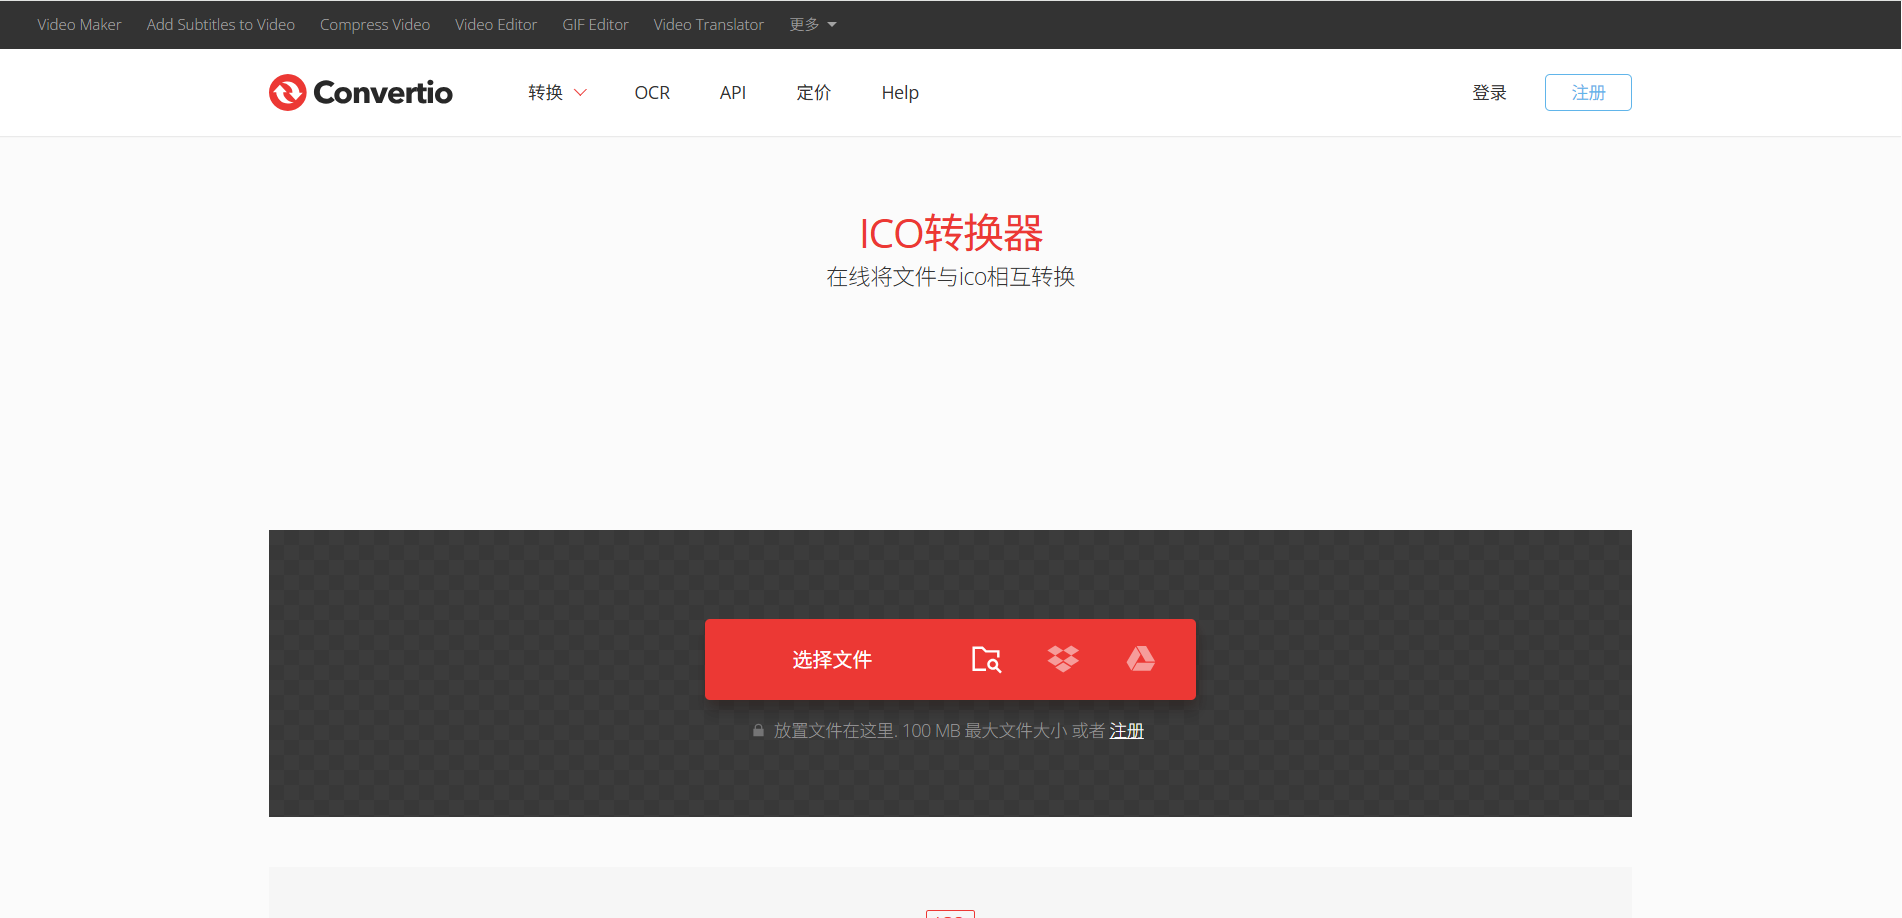 Video Maker Add Subtitles to Video Compress Video Video Editor GIF Editor Video Translator 更多
Convertio 转换 OCR API 定价 Help 登录 注册
ICO转换器
在线将文件与ico相互转换
选择文件
放置文件在这里. 100 MB 最大文件大小 或者 注册